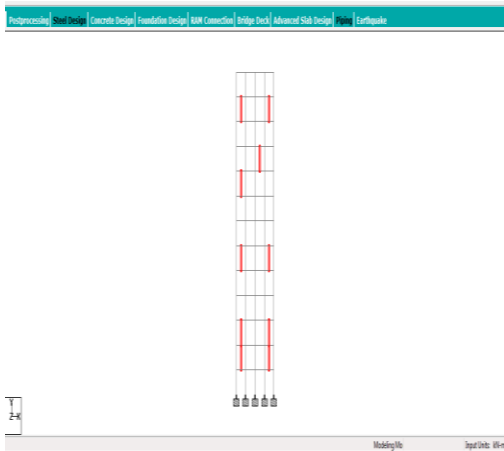 Postprocessing Steel Design Concrete Design Foundation Design RAM Connection Bridge Deck Advanced Slab Design Piping Earthquake
Y
Z-X
Modeling Mo Input Units: kN-m